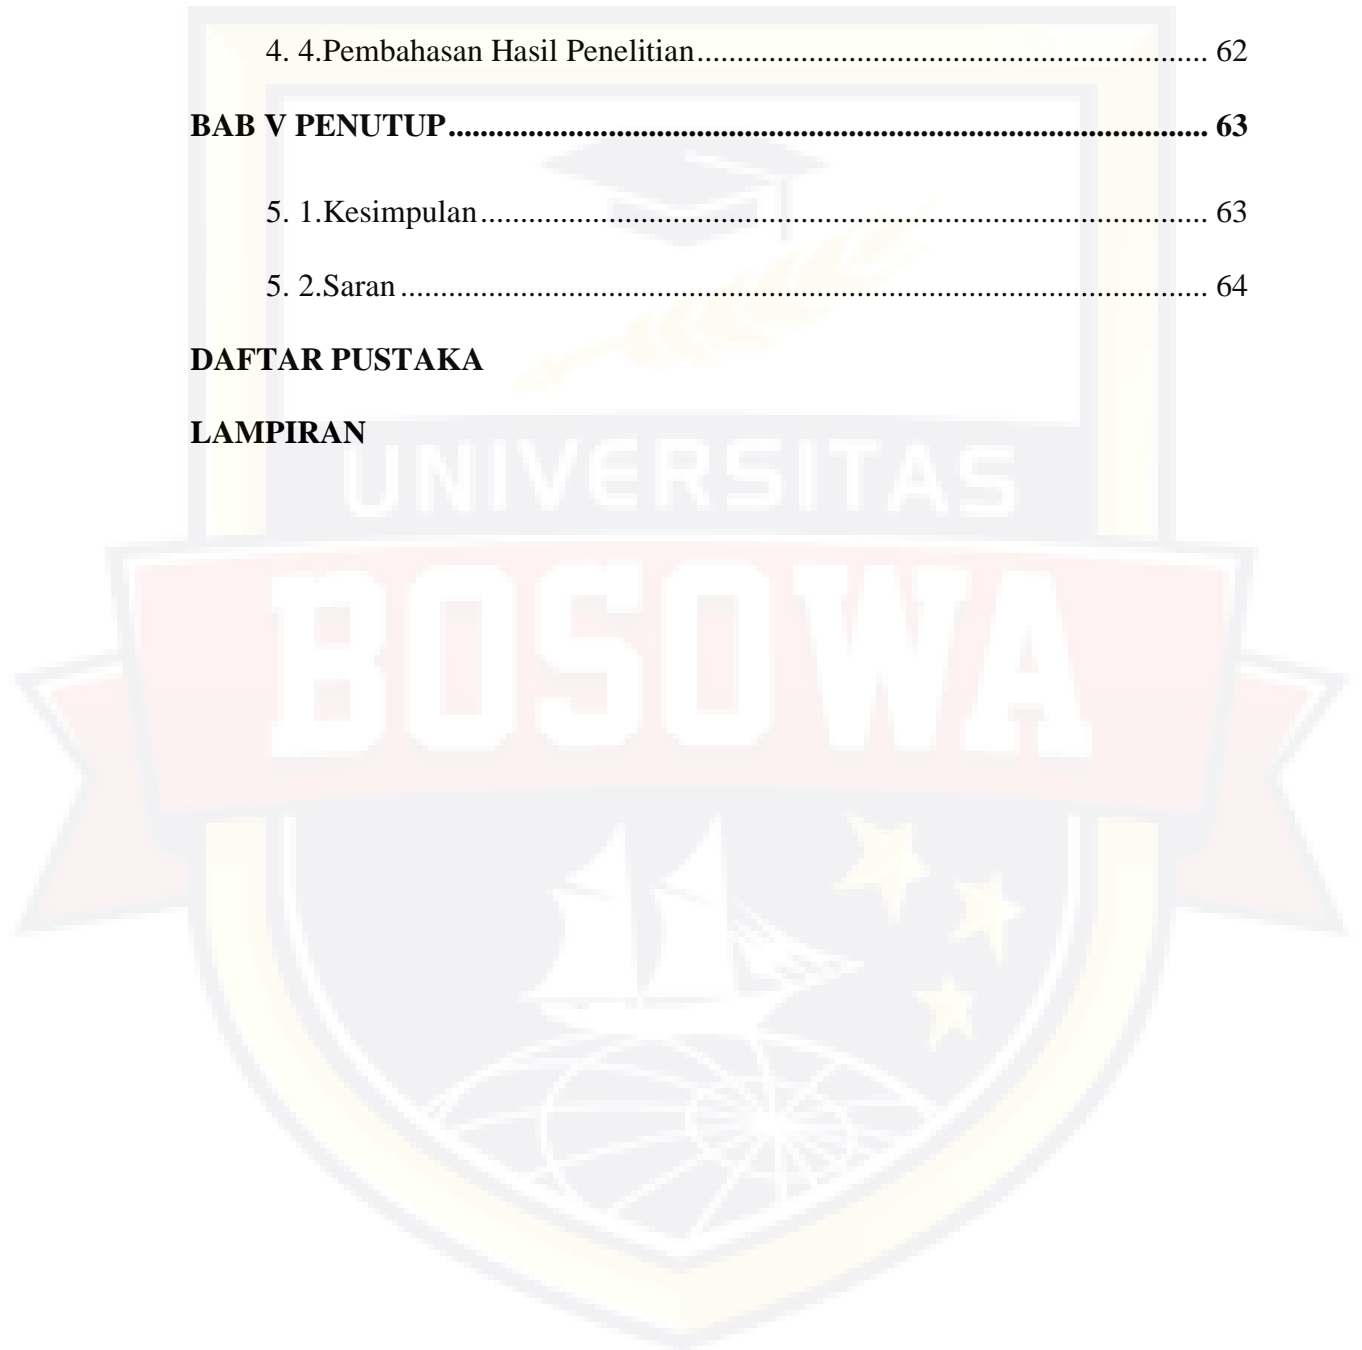 4. 4.Pembahasan Hasil Penelitian................................................................ 62
BAB V PENUTUP............................................................................................... 63
5. 1.Kesimpulan........................................................................................... 63
5. 2.Saran..................................................................................................... 64
DAFTAR PUSTAKA
LAMPIRAN
UNIVERSITAS
BOSOWA